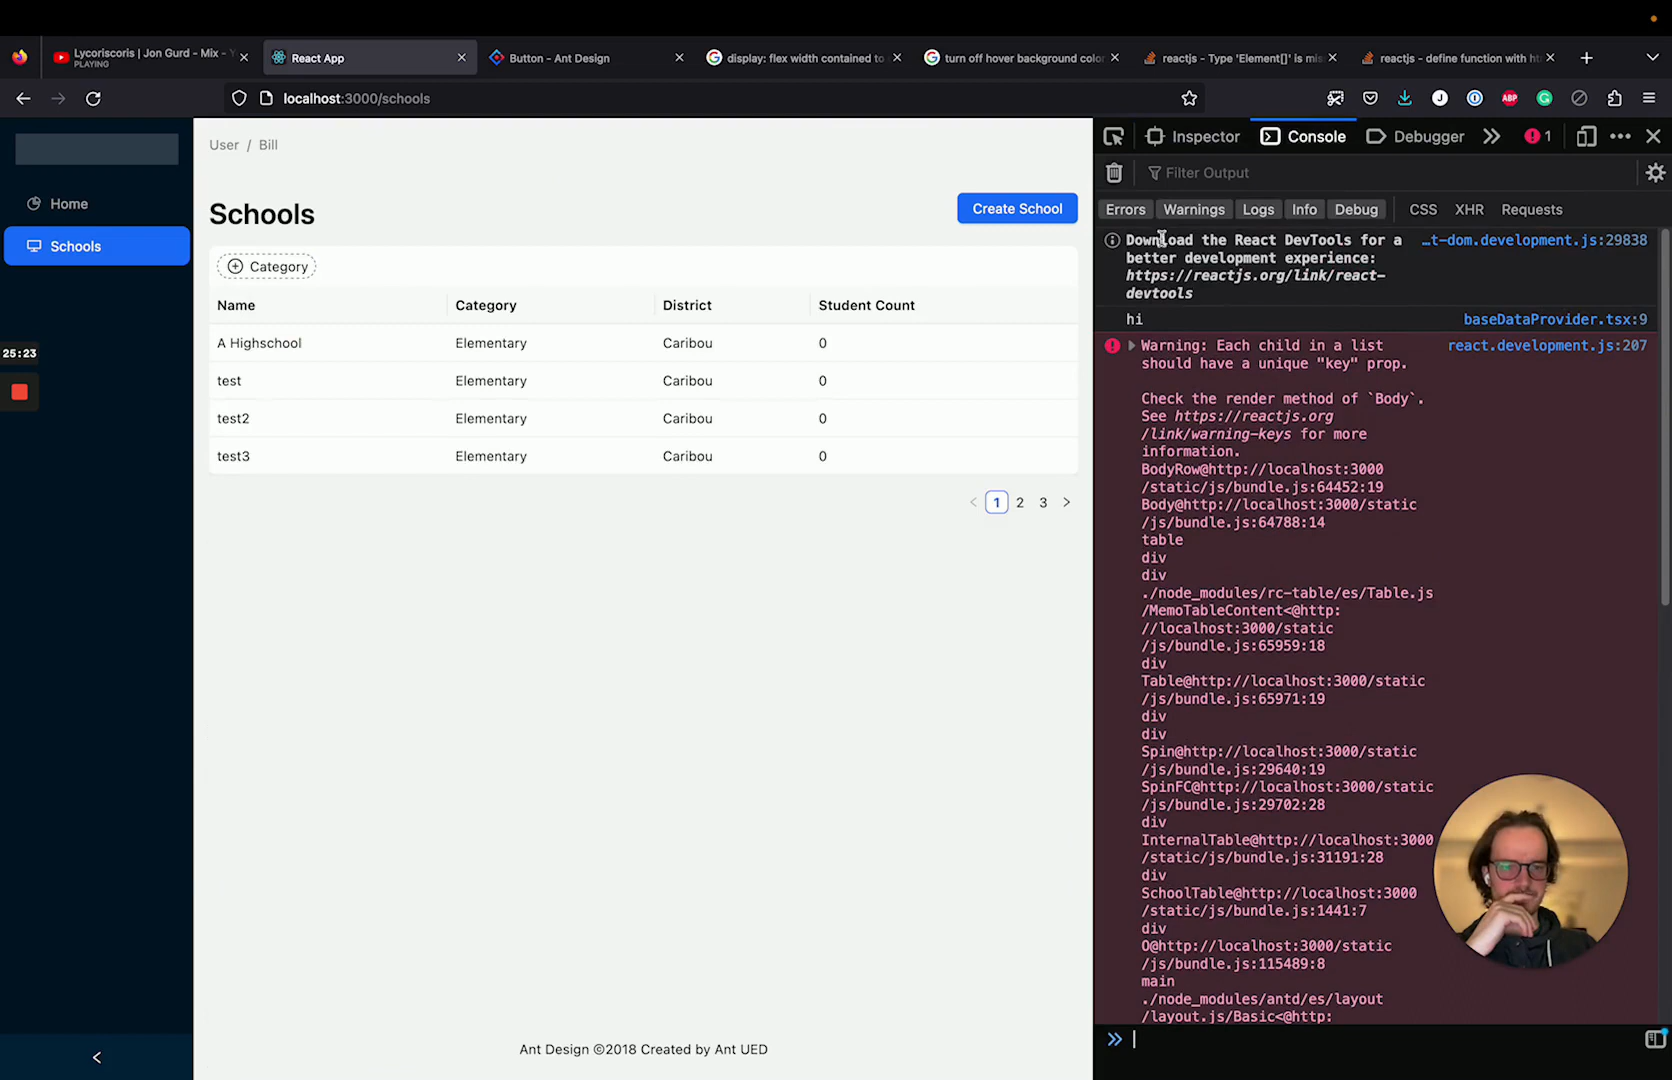 Lycoriscoris | Jon Gurd - Mix - Y
PLAYING
React App
Button - Ant Design
display: flex width contained to
turn off hover background color
reactjs - Type 'Element[]' is mis
reactjs - define function with ht
localhost:3000/schools
ABP
25:23
Home
Schools
User / Bill
Schools
Create School
Category
Name Category District Student Count
A Highschool Elementary Caribou 0
test Elementary Caribou 0
test2 Elementary Caribou 0
test3 Elementary Caribou 0
1 2 3
Ant Design ©2018 Created by Ant UED
Inspector Console Debugger 1
Filter Output
Errors Warnings Logs Info Debug CSS XHR Requests
Download the React DevTools for a …t-dom.development.js:29838
better development experience:
https://reactjs.org/link/react-
devtools
hi baseDataProvider.tsx:9
Warning: Each child in a list react.development.js:207
should have a unique "key" prop.
Check the render method of `Body`.
See https://reactjs.org
/link/warning-keys for more
information.
BodyRow@http://localhost:3000
/static/js/bundle.js:64452:19
Body@http://localhost:3000/static
/js/bundle.js:64788:14
table
div
div
./node_modules/rc-table/es/Table.js
/MemoTableContent<@http:
//localhost:3000/static
/js/bundle.js:65959:18
div
Table@http://localhost:3000/static
/js/bundle.js:65971:19
div
div
Spin@http://localhost:3000/static
/js/bundle.js:29640:19
SpinFC@http://localhost:3000/static
/js/bundle.js:29702:28
div
InternalTable@http://localhost:3000
/static/js/bundle.js:31191:28
div
SchoolTable@http://localhost:3000
/static/js/bundle.js:1441:7
div
O@http://localhost:3000/static
/js/bundle.js:115489:8
main
./node_modules/antd/es/layout
/layout.js/Basic<@http: